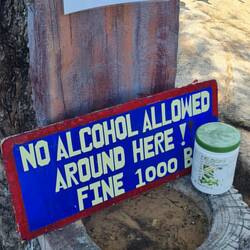 NO ALCOHOL ALLOWED
AROUND HERE !
FINE 1000 B